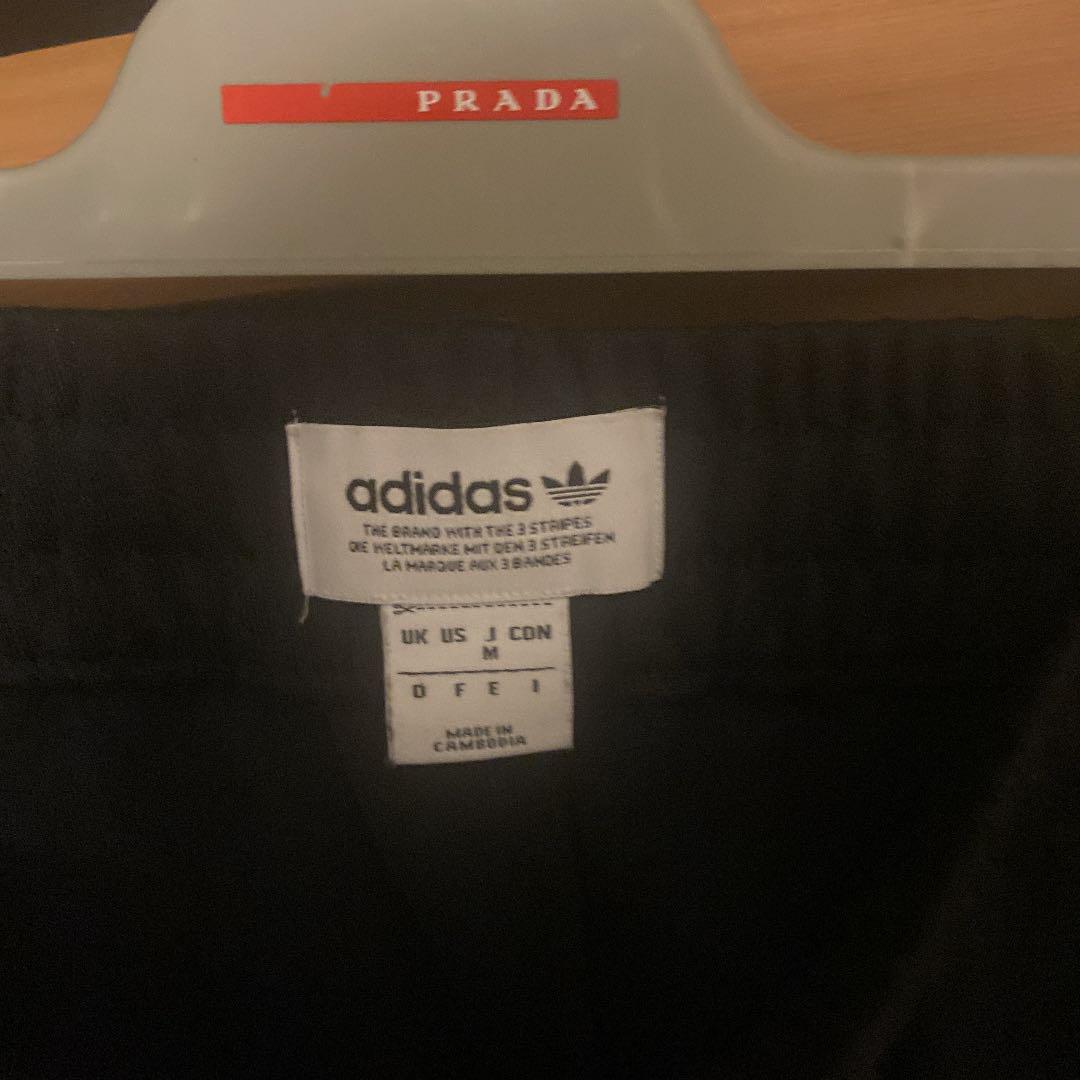 PRADA
adidas
THE BRAND WITH THE 3 STRIPES
DIE WELTMARKE MIT DEN 3 STREIFEN
LA MARQUE AUX 3 BANDES
UK US J CDN
M
D F E I
MADE IN
CAMBODIA